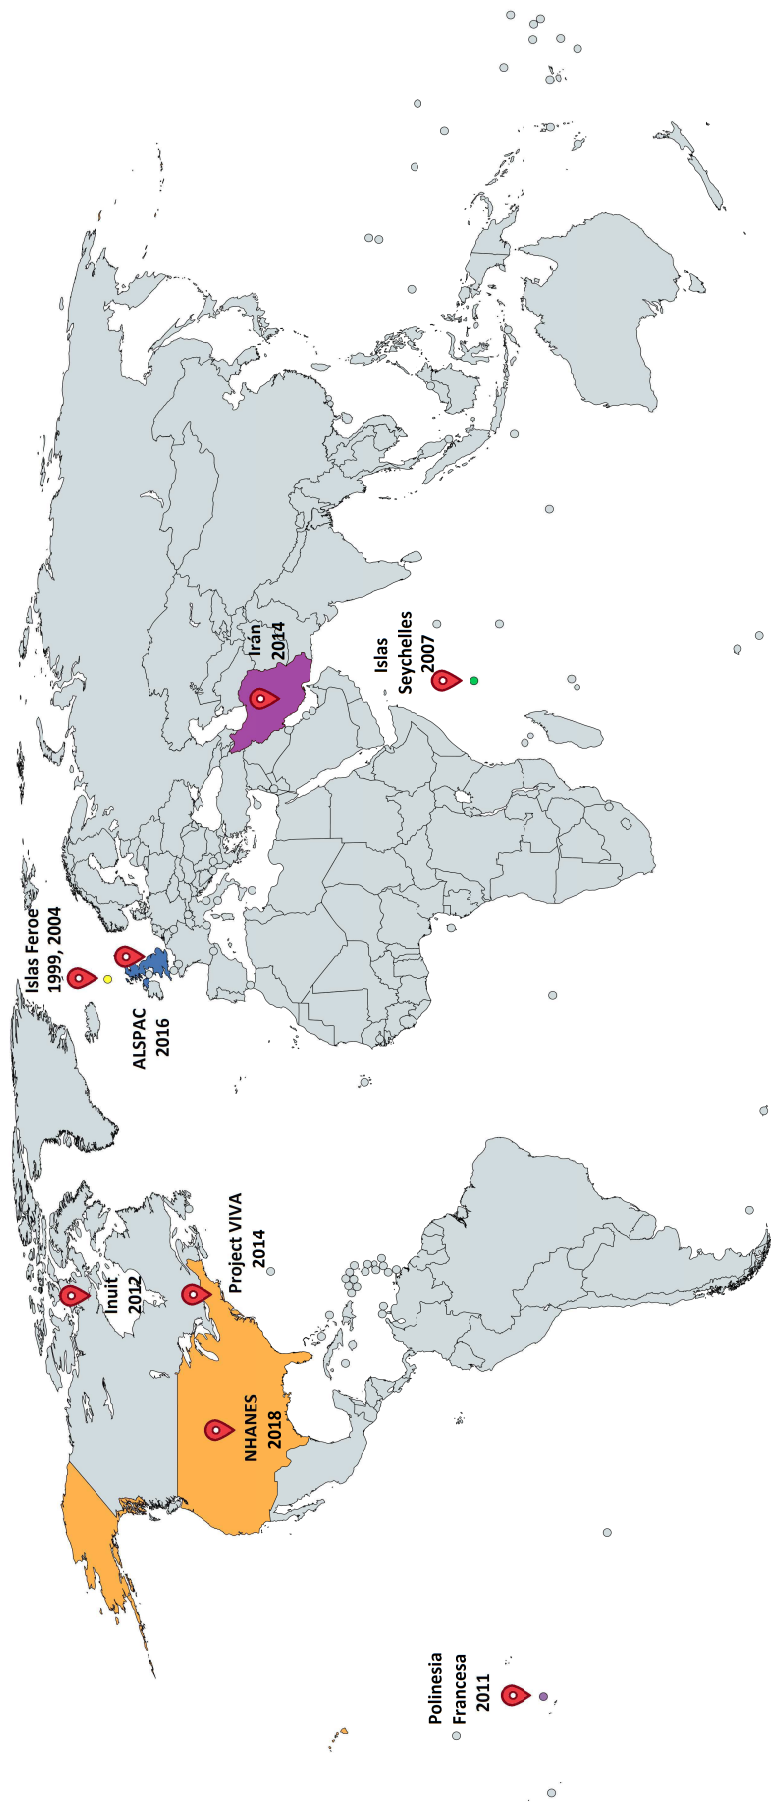 Polinesia
Francesa
2011
NHANES
2018
Inuit
2012
Project VIVA
2014
Islas Feroe
1999, 2004
ALSPAC
2016
Irán
2014
Islas
Seychelles
2007